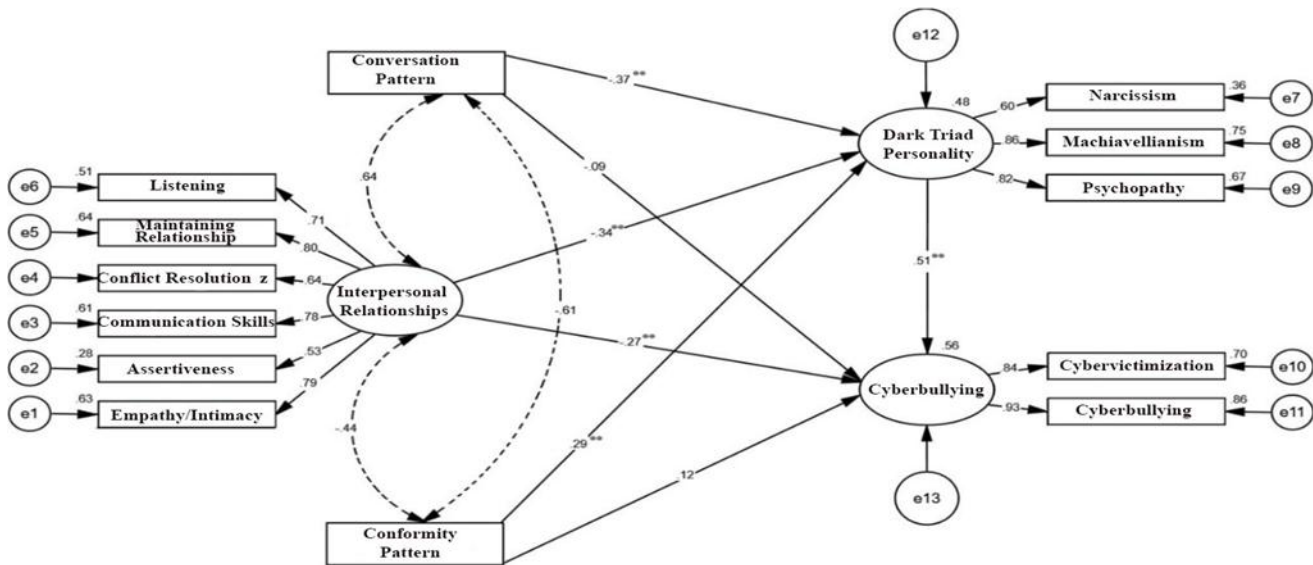 e12
Conversation
Pattern
-.37**
.48
.60
Narcissism
.36
e7
Dark Triad
Personality
.86
Machiavellianism
.75
e8
.82
Psychopathy
.67
e9
-.09
.64
e6
.51
Listening
.71
e5
.64
Maintaining
Relationship
.80
-.34**
.51**
e4
Conflict Resolution z
.64
Interpersonal
Relationships
-.61
e3
.61
Communication Skills
.78
-.27**
e2
.28
Assertiveness
.53
.56
Cyberbullying
.84
Cybervictimization
.70
e10
e1
.63
Empathy/Intimacy
.79
.93
Cyberbullying
.86
e11
-.44
.29**
.12
e13
Conformity
Pattern